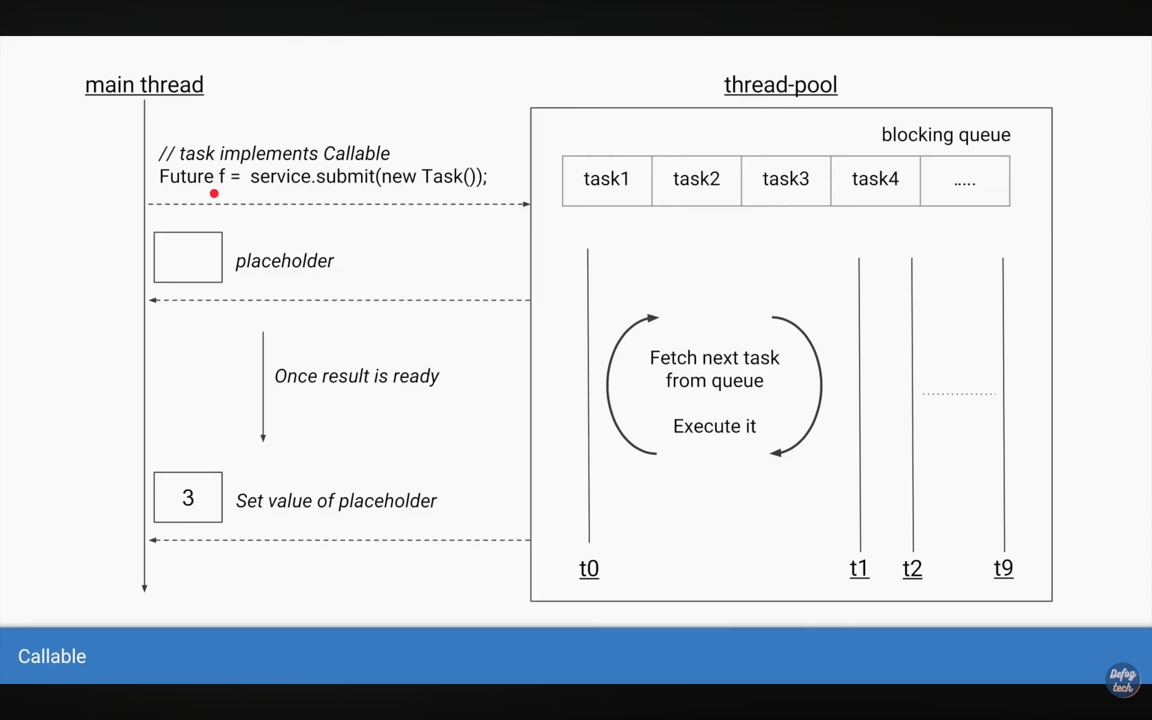 main thread
// task implements Callable
Future f = service.submit(new Task());
placeholder
Once result is ready
3
Set value of placeholder
thread-pool
blocking queue
task1 task2 task3 task4 .....
Fetch next task
from queue
Execute it
t0 t1 t2 t9
Callable
Defog
tech